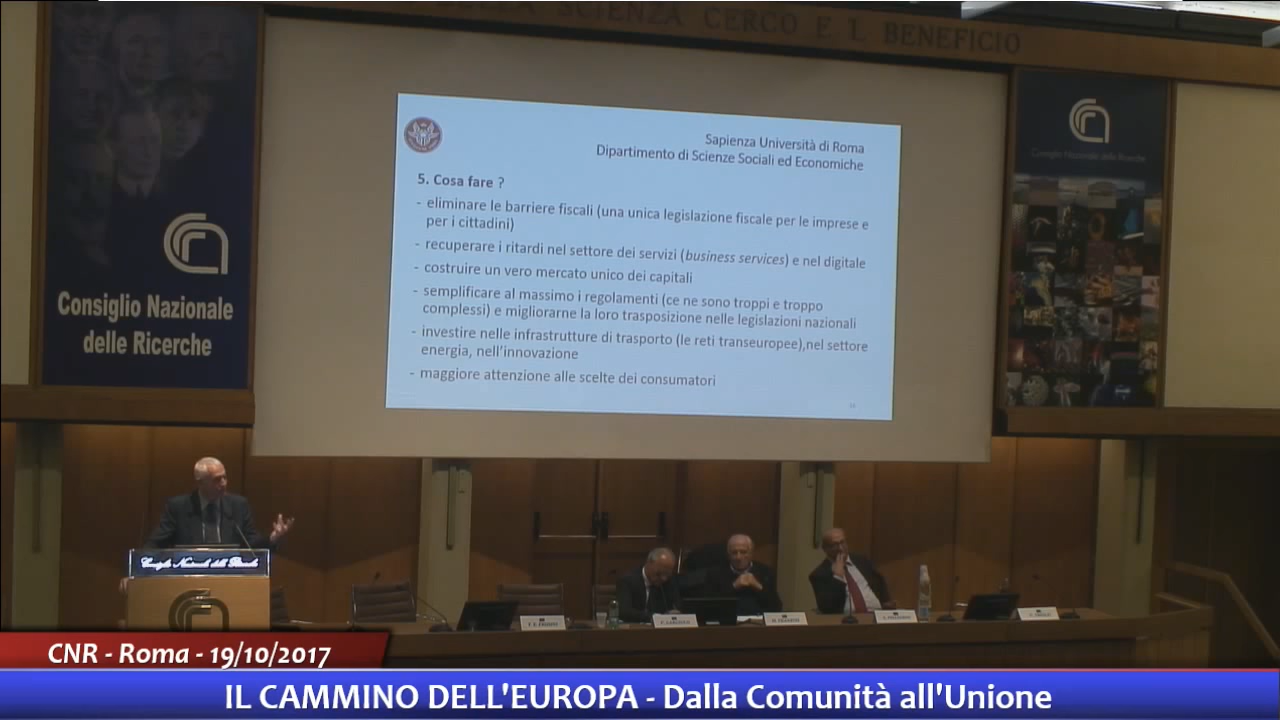 DELLA SCIENZA CERCO E L BENEFICIO
Consiglio Nazionale
delle Ricerche
Consiglio Nazionale delle Ricerche
Sapienza Università di Roma
Dipartimento di Scienze Sociali ed Economiche
5. Cosa fare ?
- eliminare le barriere fiscali (una unica legislazione fiscale per le imprese e
per i cittadini)
- recuperare i ritardi nel settore dei servizi (business services) e nel digitale
- costruire un vero mercato unico dei capitali
- semplificare al massimo i regolamenti (ce ne sono troppi e troppo
complessi) e migliorarne la loro trasposizione nelle legislazioni nazionali
- investire nelle infrastrutture di trasporto (le reti transeuropee),nel settore
energia, nell'innovazione
- maggiore attenzione alle scelte dei consumatori
Consiglio Nazionale delle Ricerche
CNR - Roma - 19/10/2017
IL CAMMINO DELL'EUROPA - Dalla Comunità all'Unione